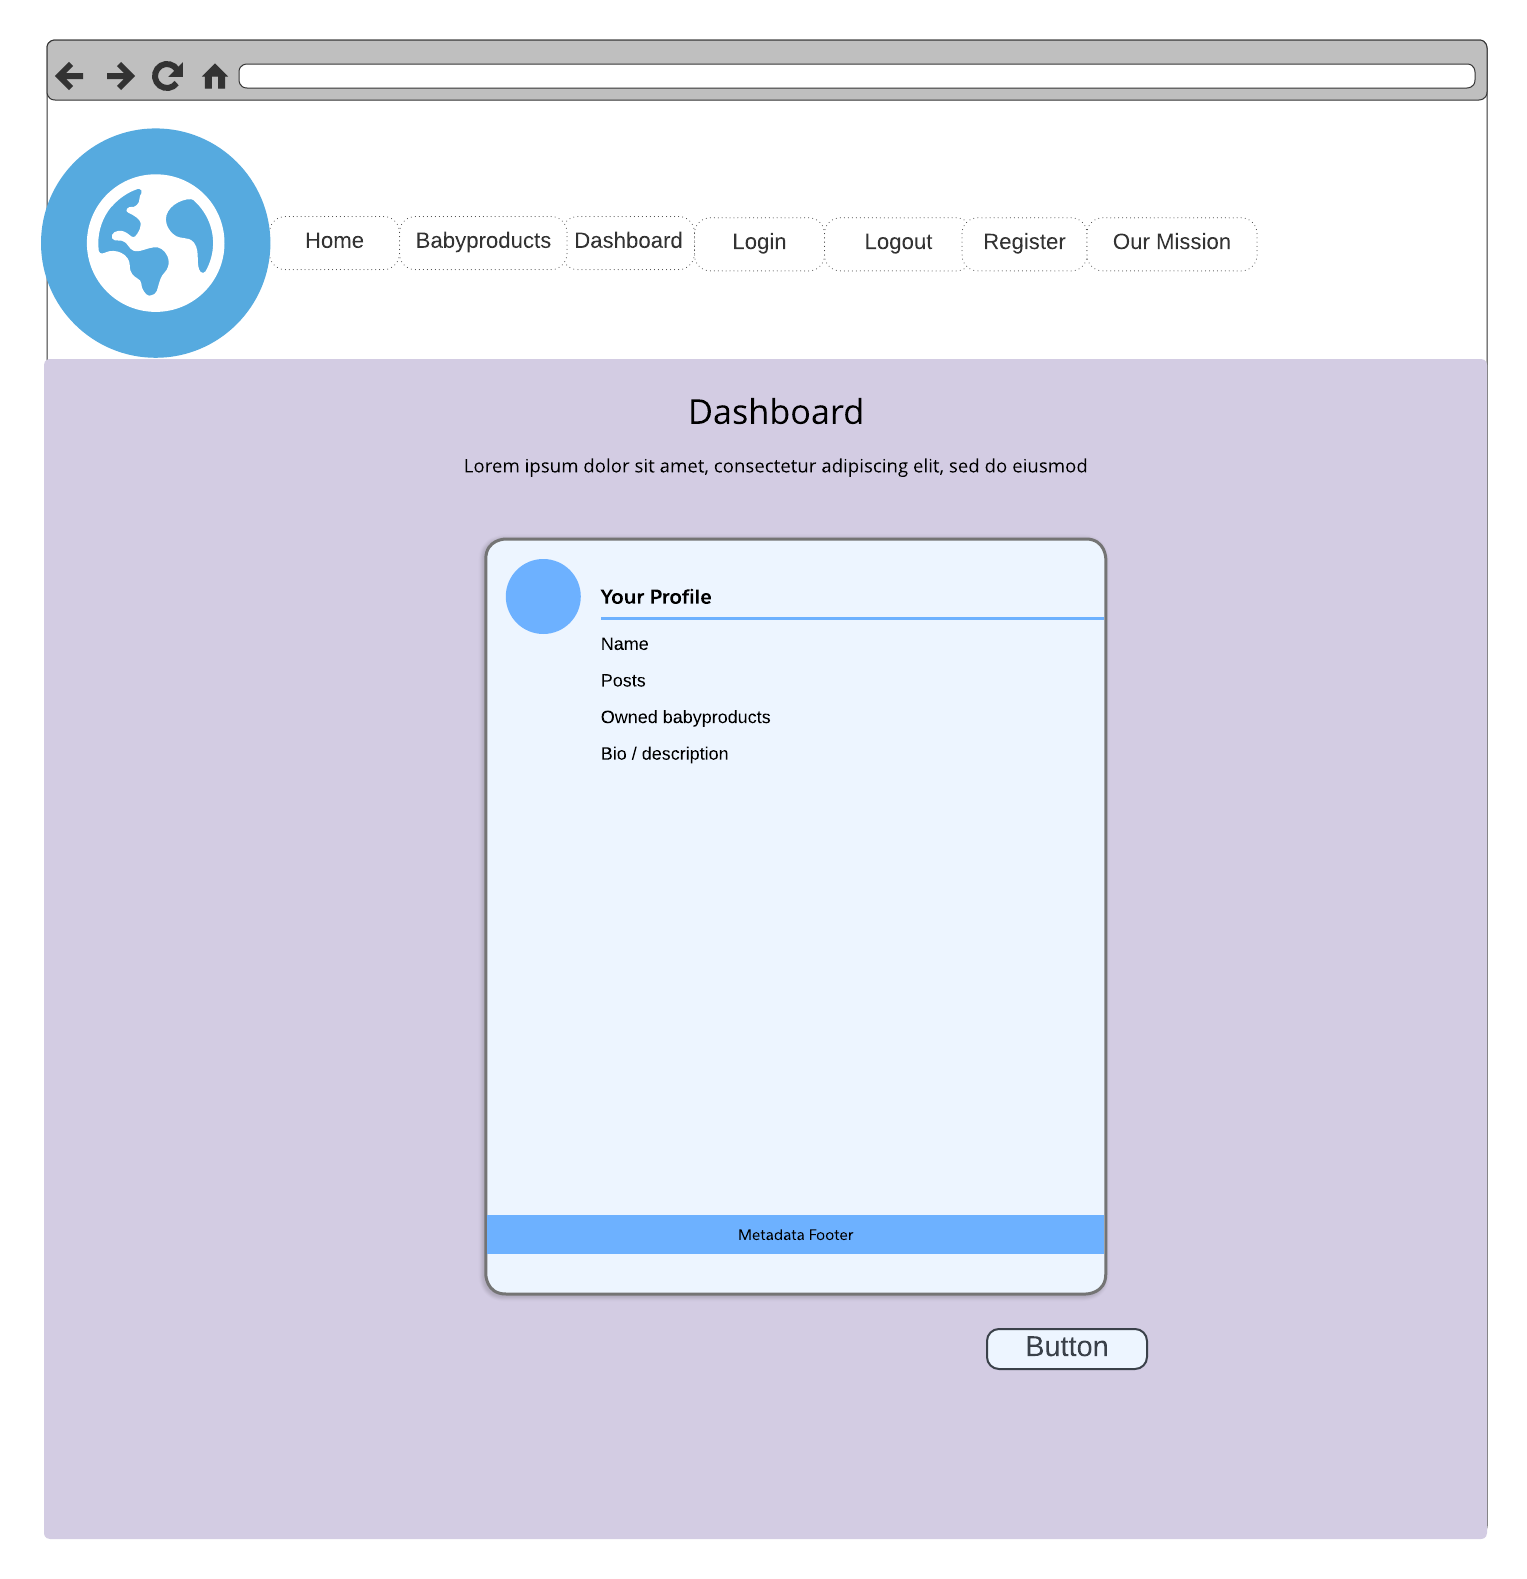 Home Babyproducts Dashboard Login Logout Register Our Mission
Dashboard
Lorem ipsum dolor sit amet, consectetur adipiscing elit, sed do eiusmod
Your Profile
Name
Posts
Owned babyproducts
Bio / description
Metadata Footer
Button